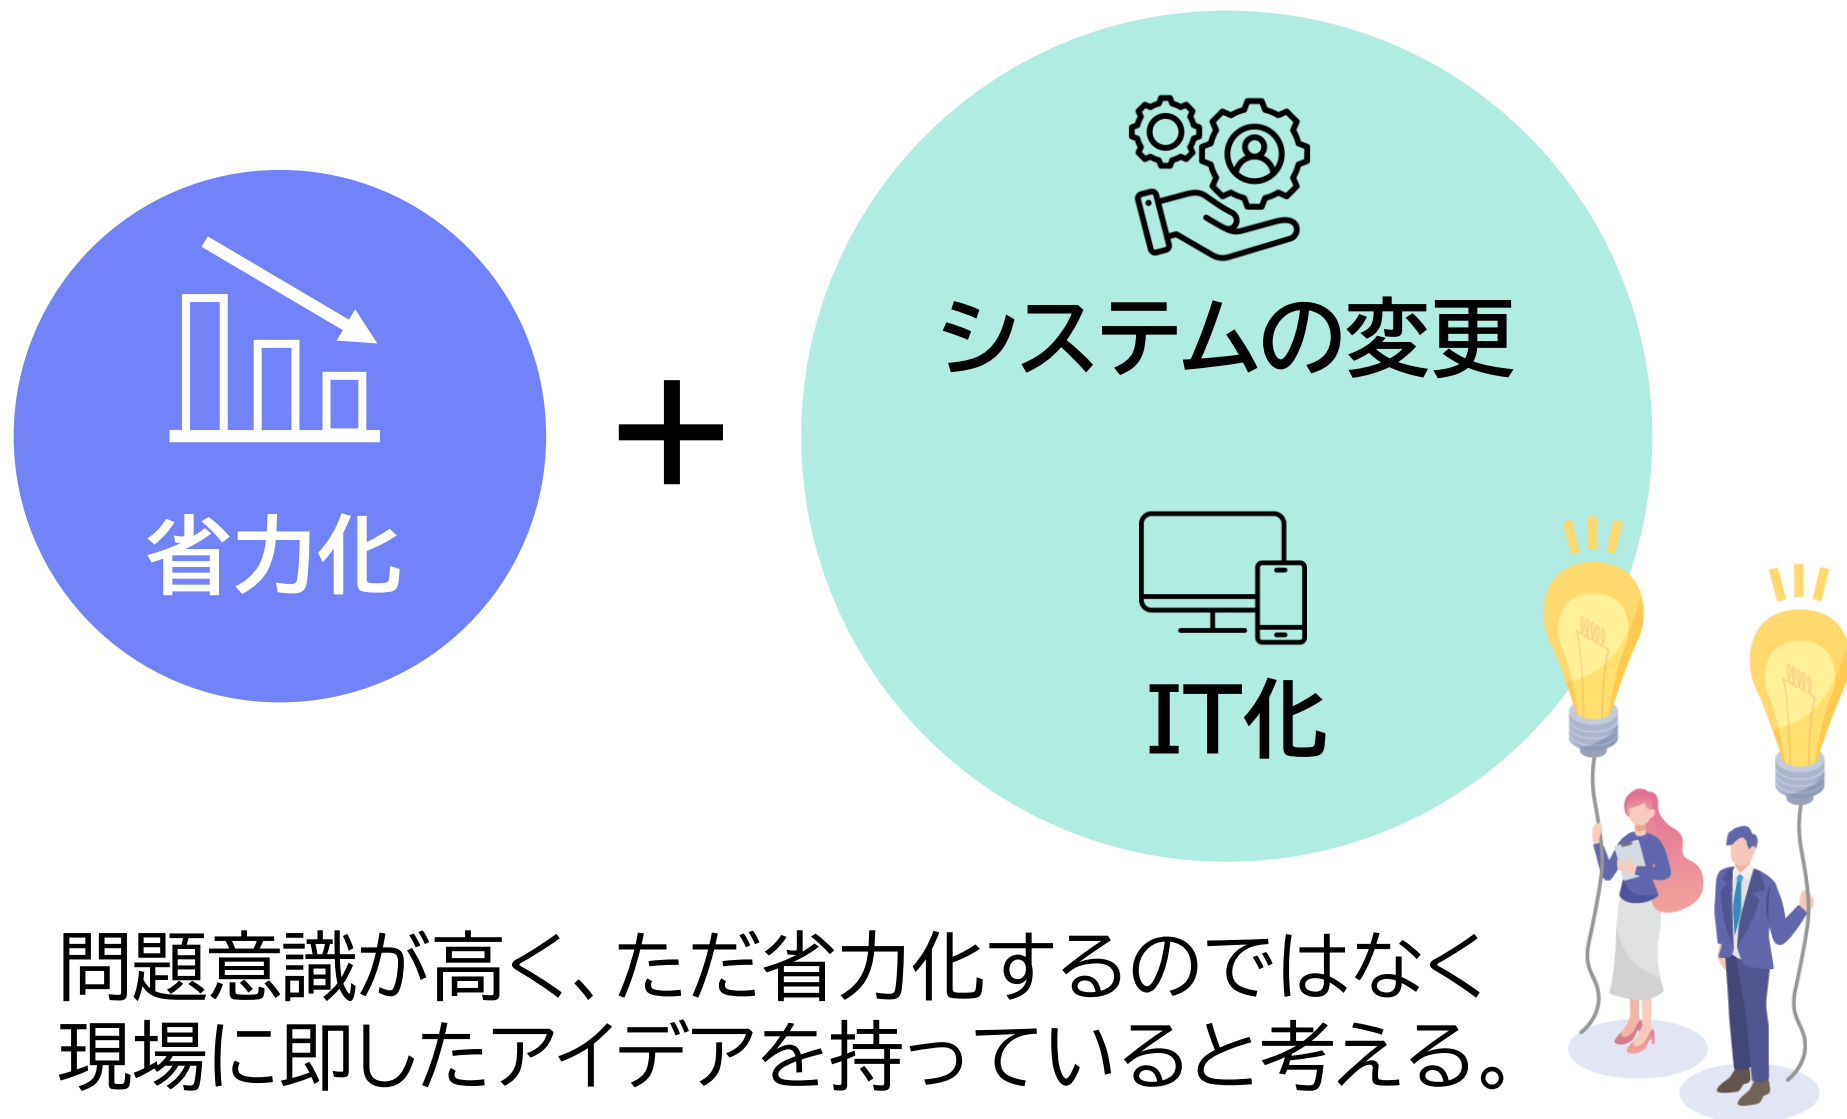 省力化
+
システムの変更
IT化
問題意識が高く、ただ省力化するのではなく
現場に即したアイデアを持っていると考える。